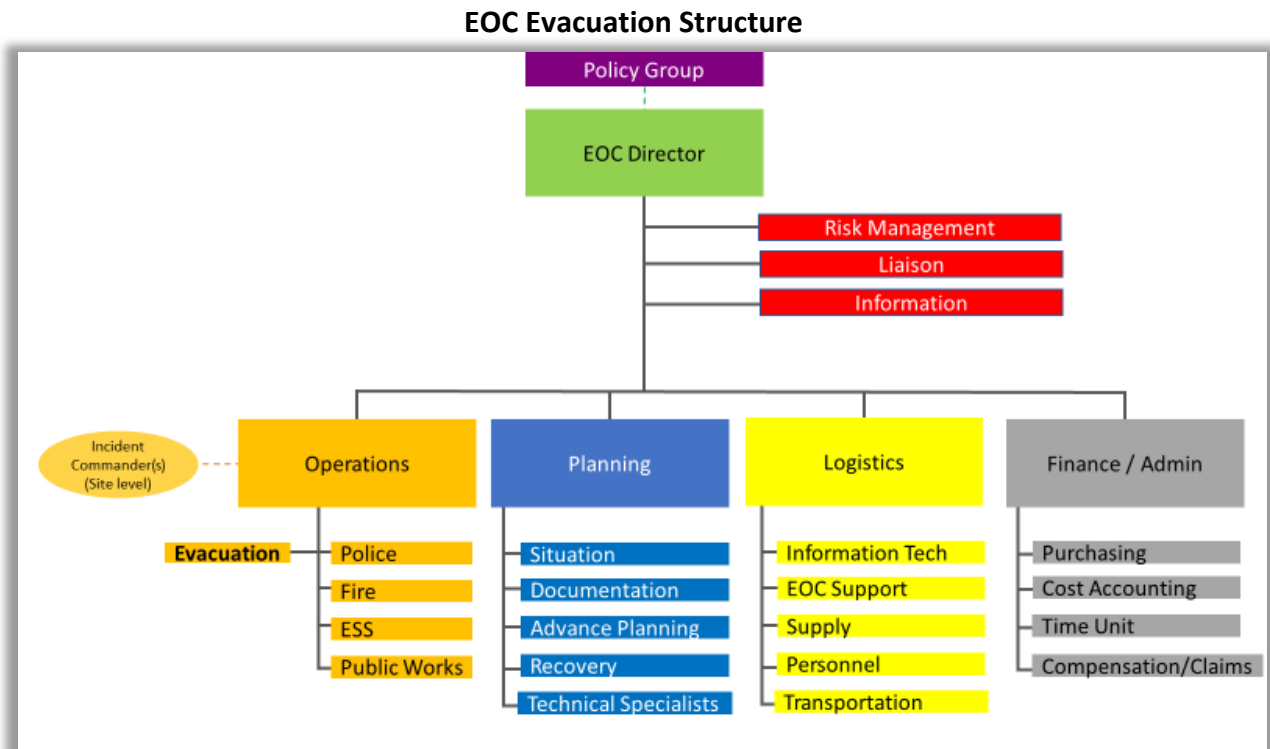 EOC Evacuation Structure
Policy Group
EOC Director
Risk Management
Liaison
Information
Incident
Commander(s)
(Site level)
Operations
Planning
Logistics
Finance / Admin
Evacuation
Police
Fire
ESS
Public Works
Situation
Documentation
Advance Planning
Recovery
Technical Specialists
Information Tech
EOC Support
Supply
Personnel
Transportation
Purchasing
Cost Accounting
Time Unit
Compensation/Claims